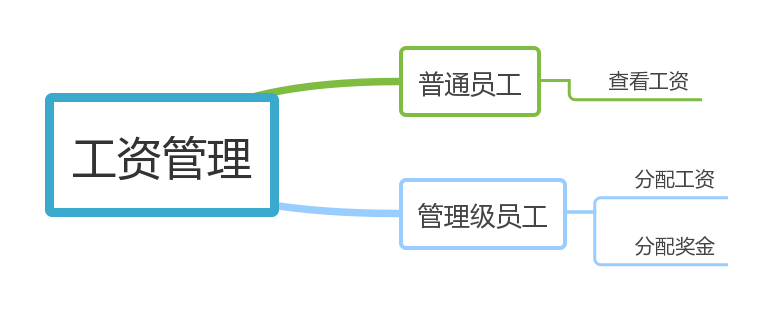 工资管理
普通员工
查看工资
管理级员工
分配工资
分配奖金